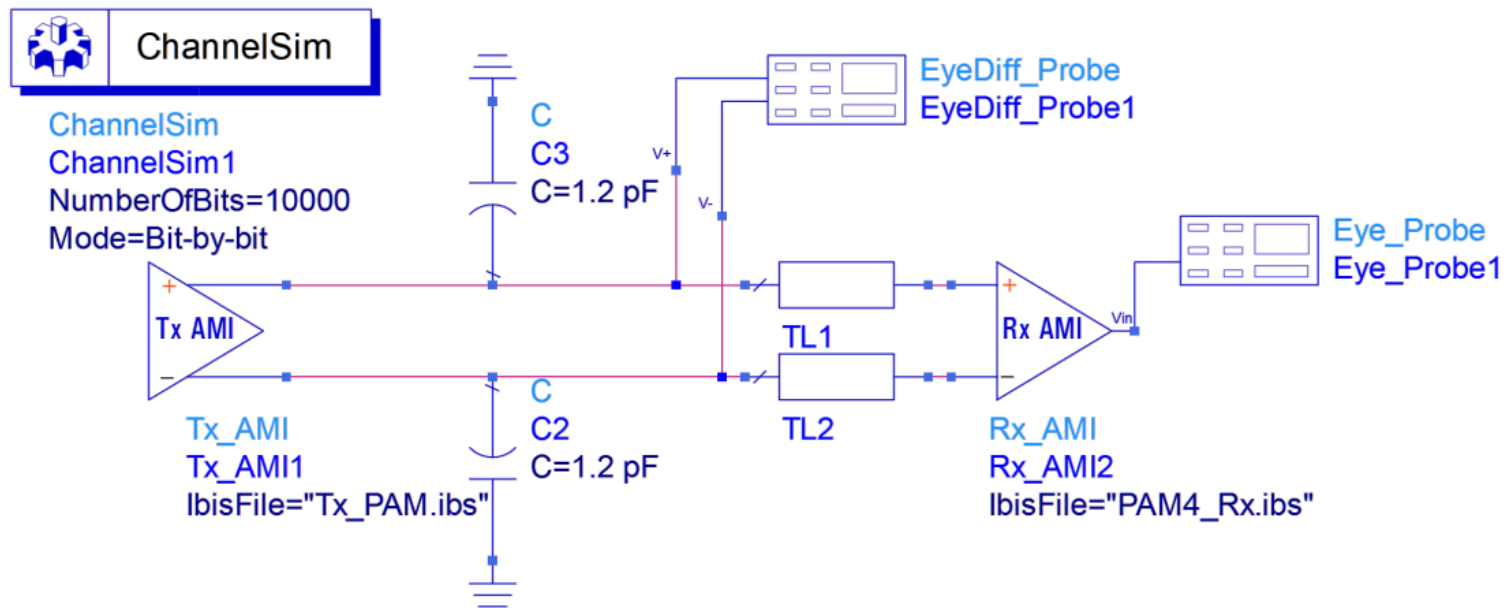 ChannelSim
ChannelSim
ChannelSim1
NumberOfBits=10000
Mode=Bit-by-bit
C
C3
C=1.2 pF
EyeDiff_Probe
EyeDiff_Probe1
V+
V-
Eye_Probe
Eye_Probe1
+
Tx AMI
−
TL1
TL2
+
Rx AMI
−
Vin
C
C2
C=1.2 pF
Tx_AMI
Tx_AMI1
IbisFile="Tx_PAM.ibs"
Rx_AMI
Rx_AMI2
IbisFile="PAM4_Rx.ibs"